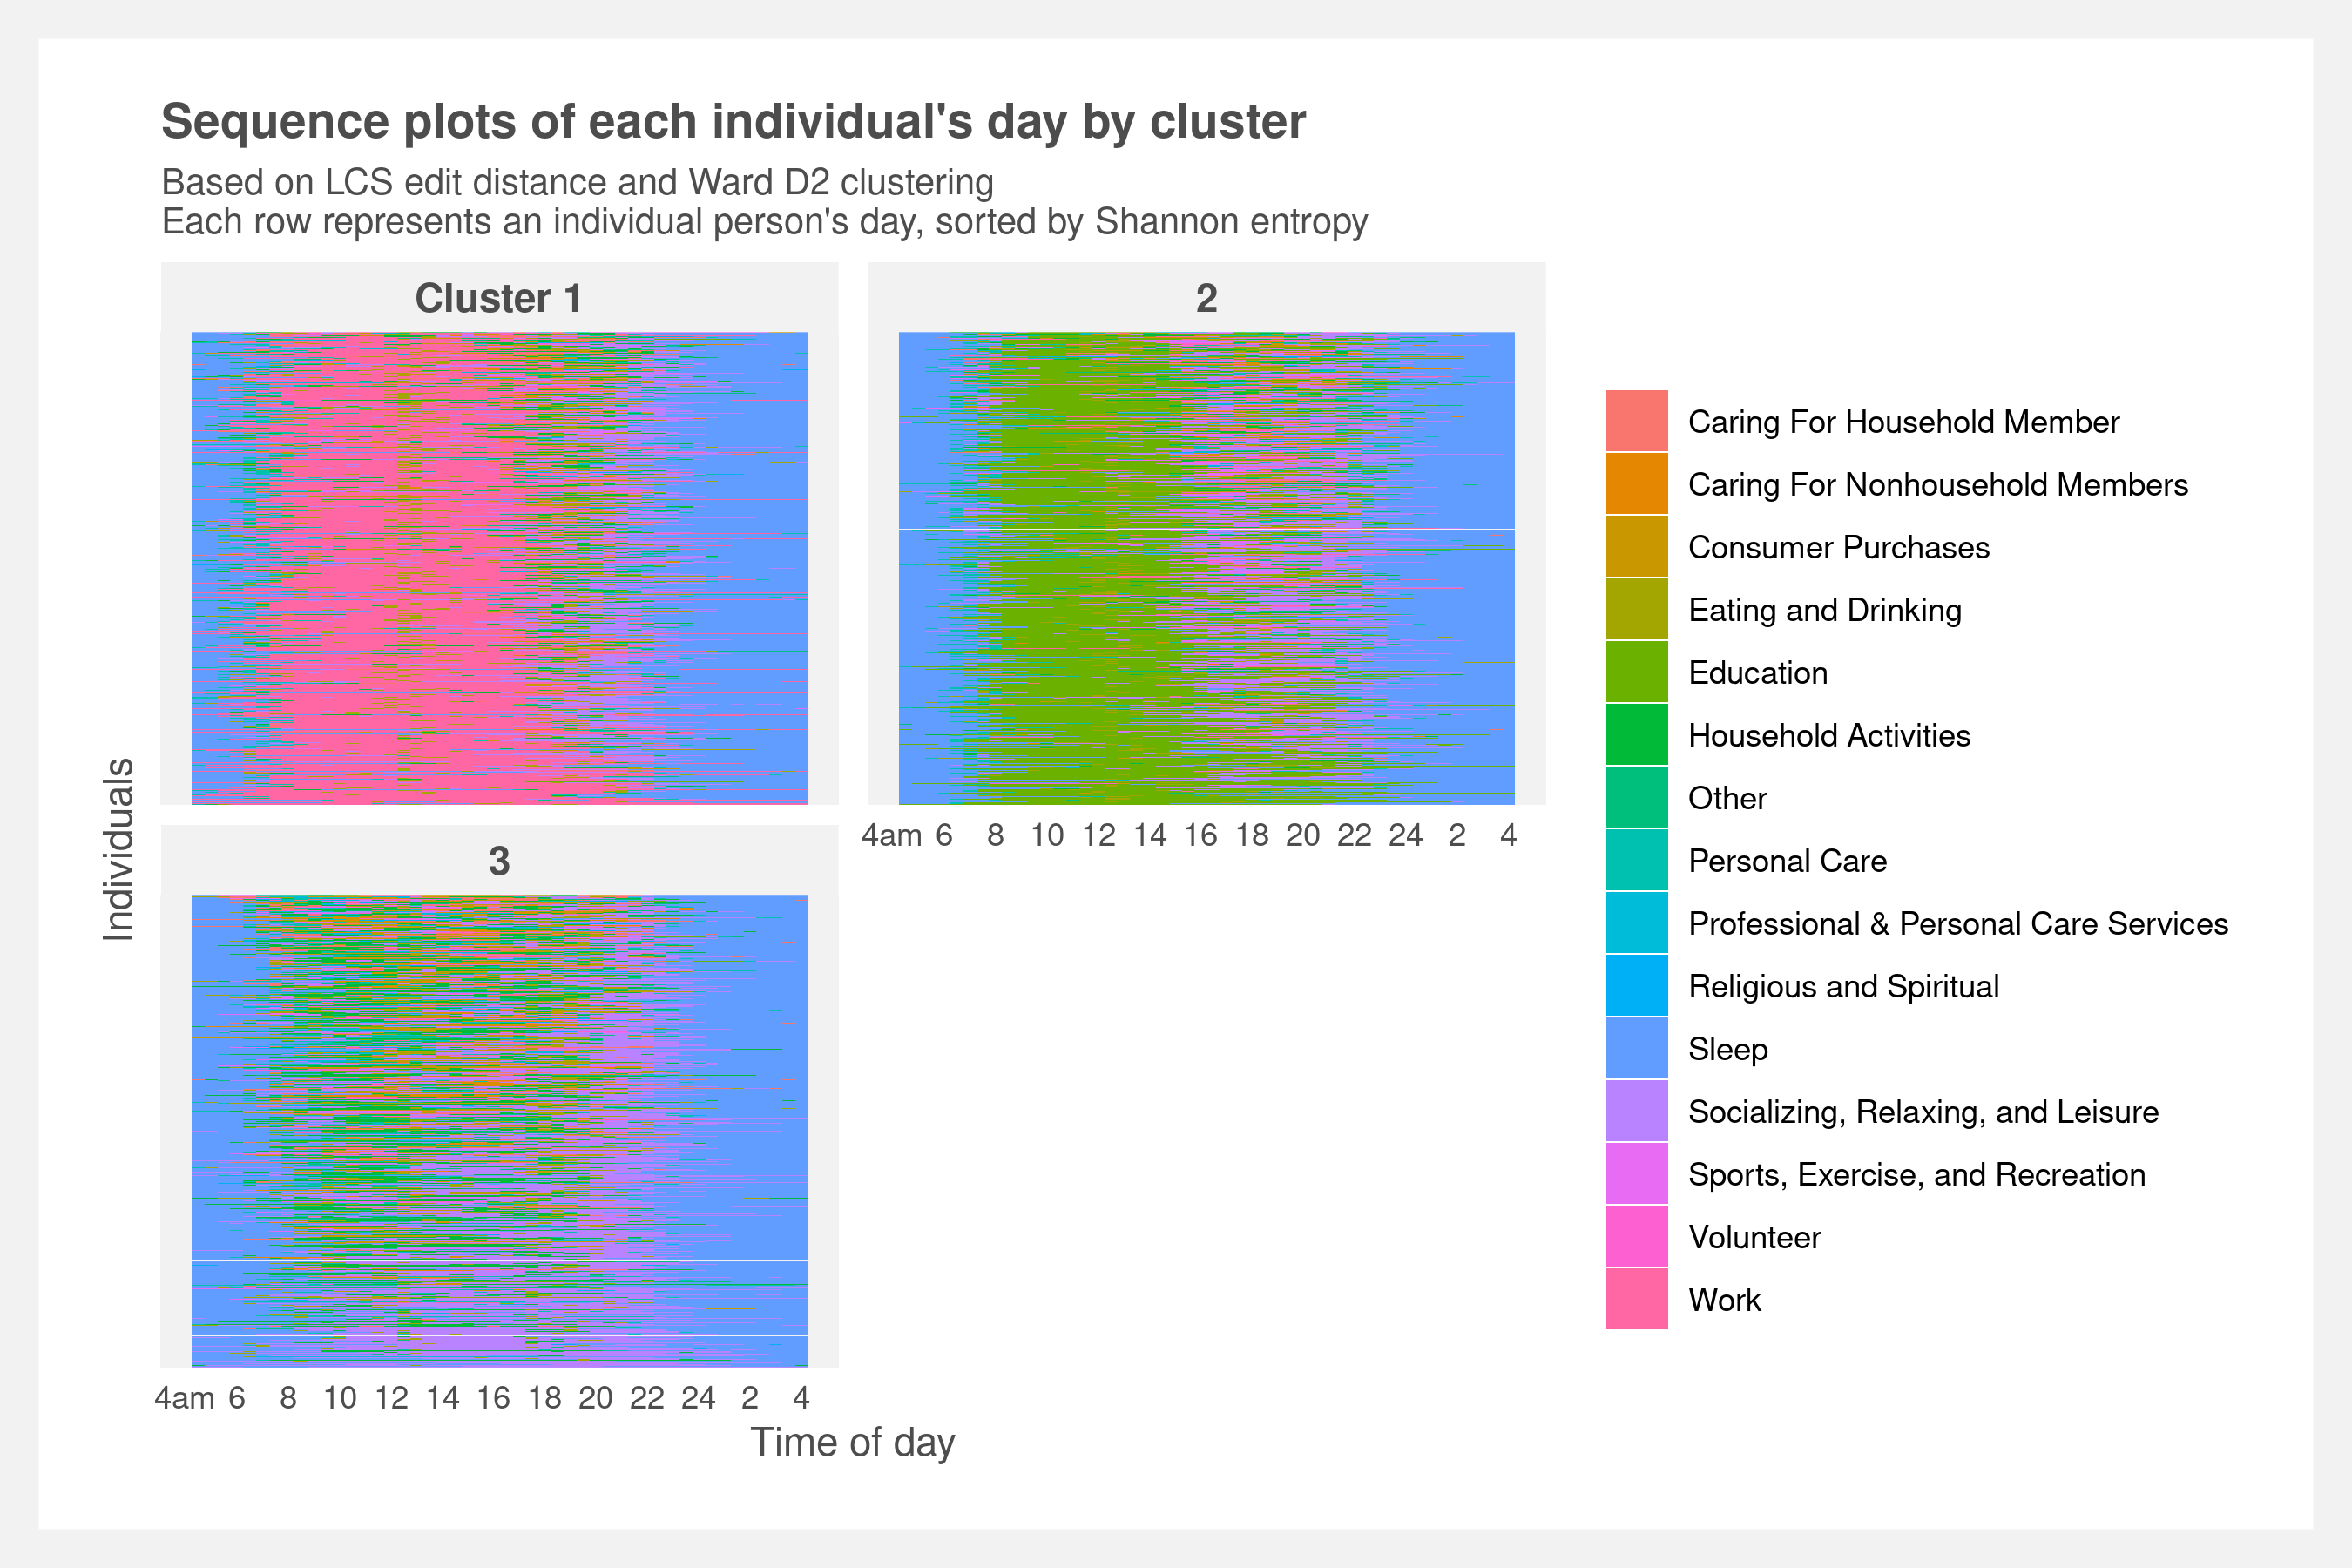 Sequence plots of each individual's day by cluster
Based on LCS edit distance and Ward D2 clustering
Each row represents an individual person's day, sorted by Shannon entropy
Cluster 1
2
4am 6 8 10 12 14 16 18 20 22 24 2 4
3
4am 6 8 10 12 14 16 18 20 22 24 2 4
Individuals
Time of day
Caring For Household Member
Caring For Nonhousehold Members
Consumer Purchases
Eating and Drinking
Education
Household Activities
Other
Personal Care
Professional & Personal Care Services
Religious and Spiritual
Sleep
Socializing, Relaxing, and Leisure
Sports, Exercise, and Recreation
Volunteer
Work